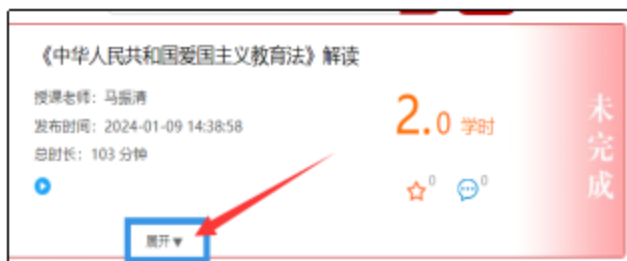 《中华人民共和国爱国主义教育法》解读
授课老师：马振清
发布时间：2024-01-09 14:38:58
总时长：103 分钟
2.0 学时
0 0
展开▼
未完成